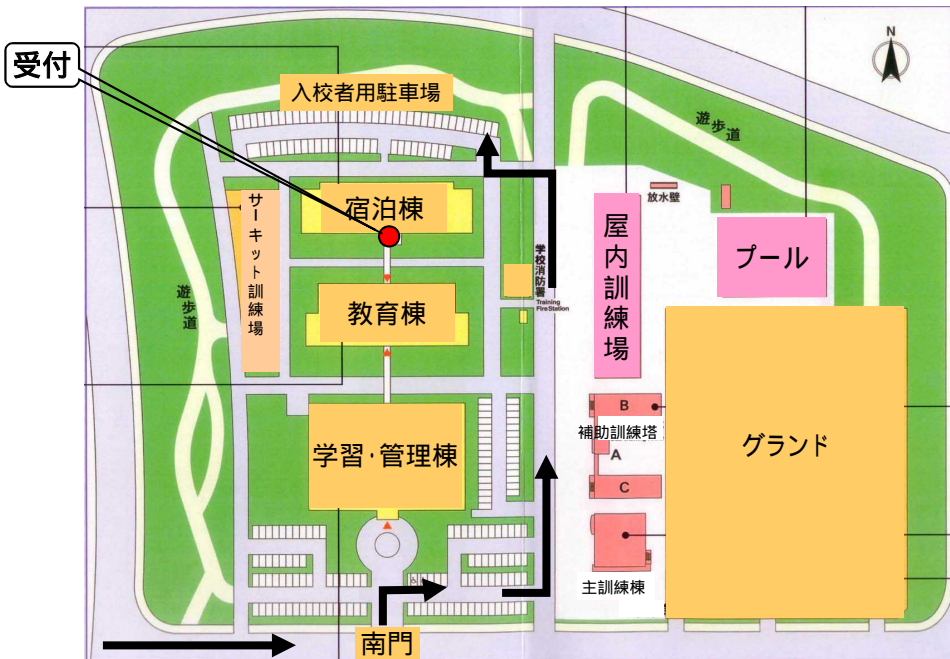 N
受付
入校者用駐車場
遊歩道
放水壁
宿泊棟
サーキット訓練場
屋内訓練場
プール
学校消防署
Training
FireStation
遊歩道
教育棟
B
補助訓練塔
A
C
グランド
学習・管理棟
主訓練棟
南門